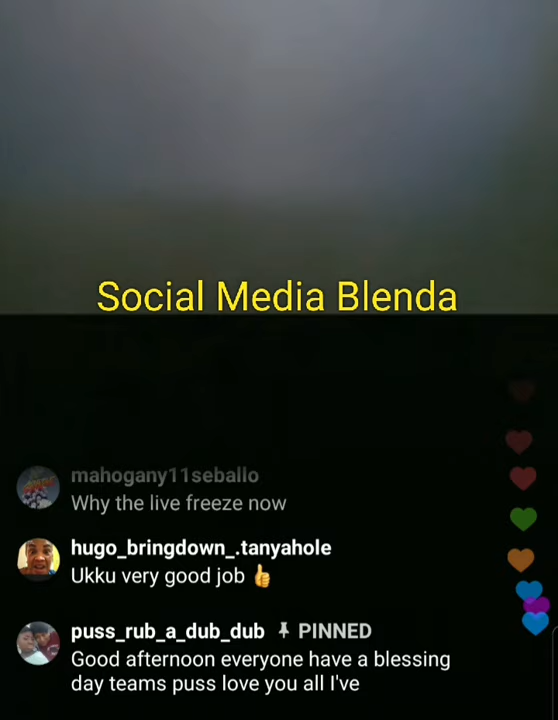 Social Media Blenda
mahogany11seballo
Why the live freeze now
hugo_bringdown_.tanyahole
Ukku very good job 👍
puss_rub_a_dub_dub PINNED
Good afternoon everyone have a blessing
day teams puss love you all I've